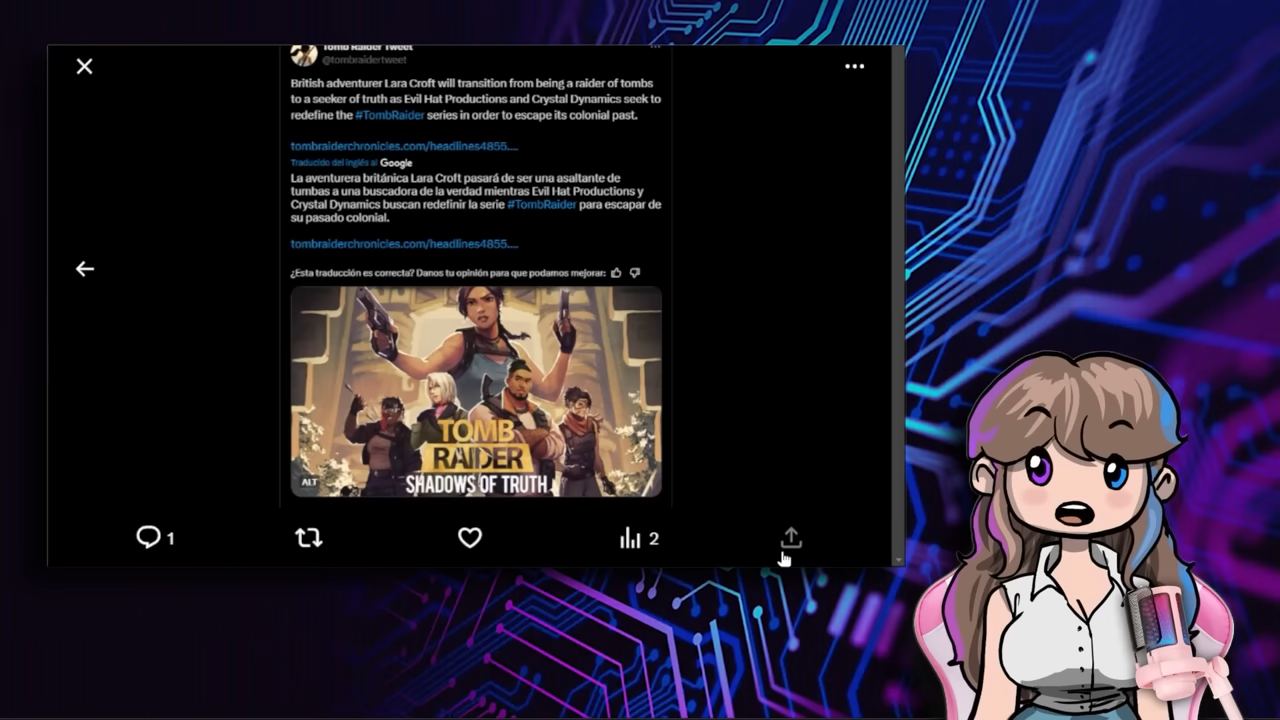 Tomb Raider Tweet
@tombraidertweet
British adventurer Lara Croft will transition from being a raider of tombs
to a seeker of truth as Evil Hat Productions and Crystal Dynamics seek to
redefine the #TombRaider series in order to escape its colonial past.
tombraiderchronicles.com/headlines4855....
Traducido del inglés al Google
La aventurera británica Lara Croft pasará de ser una asaltante de
tumbas a una buscadora de la verdad mientras Evil Hat Productions y
Crystal Dynamics buscan redefinir la serie #TombRaider para escapar de
su pasado colonial.
tombraiderchronicles.com/headlines4855....
¿Esta traducción es correcta? Danos tu opinión para que podamos mejorar:
TOMB
RAIDER
SHADOWS OF TRUTH
ALT
1
2